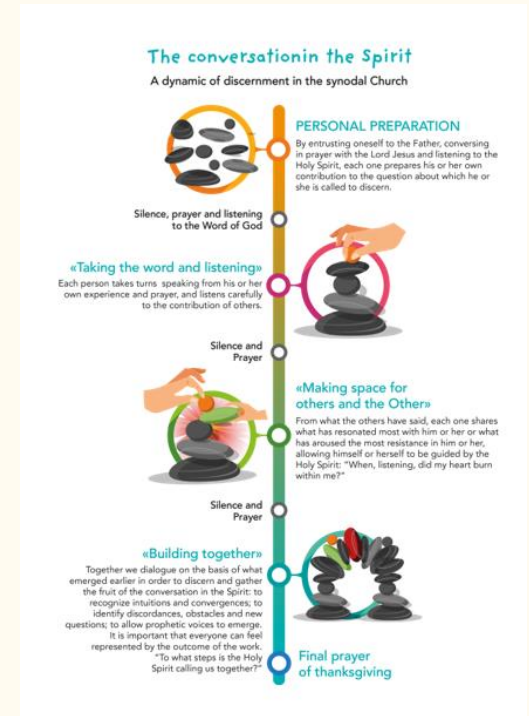 The conversationin the Spirit
A dynamic of discernment in the synodal Church
PERSONAL PREPARATION
By entrusting oneself to the Father, conversing
in prayer with the Lord Jesus and listening to the
Holy Spirit, each one prepares his or her own
contribution to the question about which he or
she is called to discern.
Silence, prayer and listening
to the Word of God
«Taking the word and listening»
Each person takes turns speaking from his or her
own experience and prayer, and listens carefully
to the contribution of others.
Silence and
Prayer
«Making space for
others and the Other»
From what the others have said, each one shares
what has resonated most with him or her or what
has aroused the most resistance in him or her,
allowing himself or herself to be guided by the
Holy Spirit: "When, listening, did my heart burn
within me?"
Silence and
Prayer
«Building together»
Together we dialogue on the basis of what
emerged earlier in order to discern and gather
the fruit of the conversation in the Spirit: to
recognize intuitions and convergences; to
identify discordances, obstacles and new
questions; to allow prophetic voices to emerge.
It is important that everyone can feel
represented by the outcome of the work.
"To what steps is the Holy
Spirit calling us together?"
Final prayer
of thanksgiving